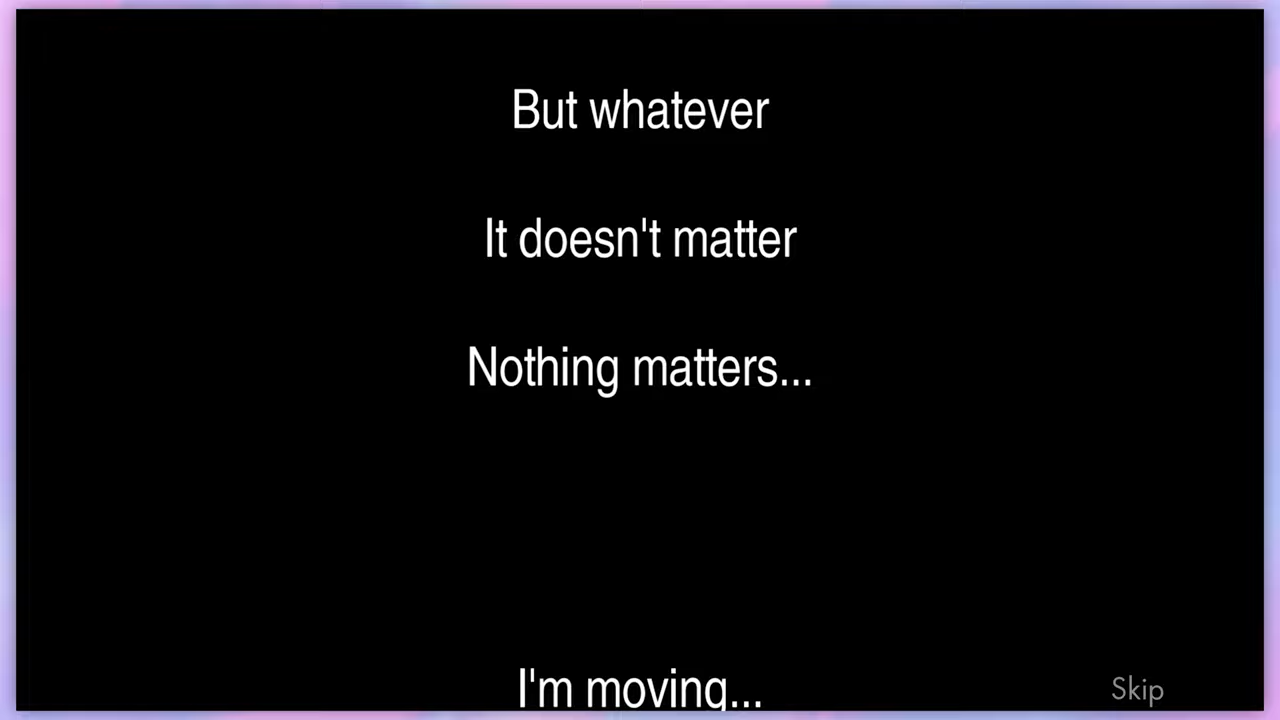 But whatever
It doesn't matter
Nothing matters...
I'm moving...
Skip